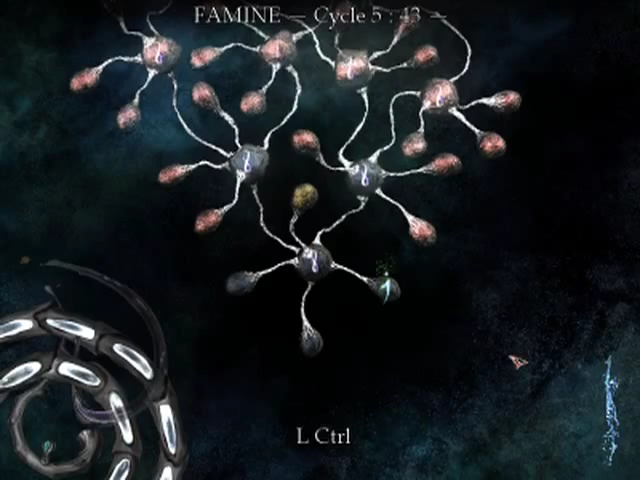 FAMINE — Cycle 5 : 43 —
L Ctrl